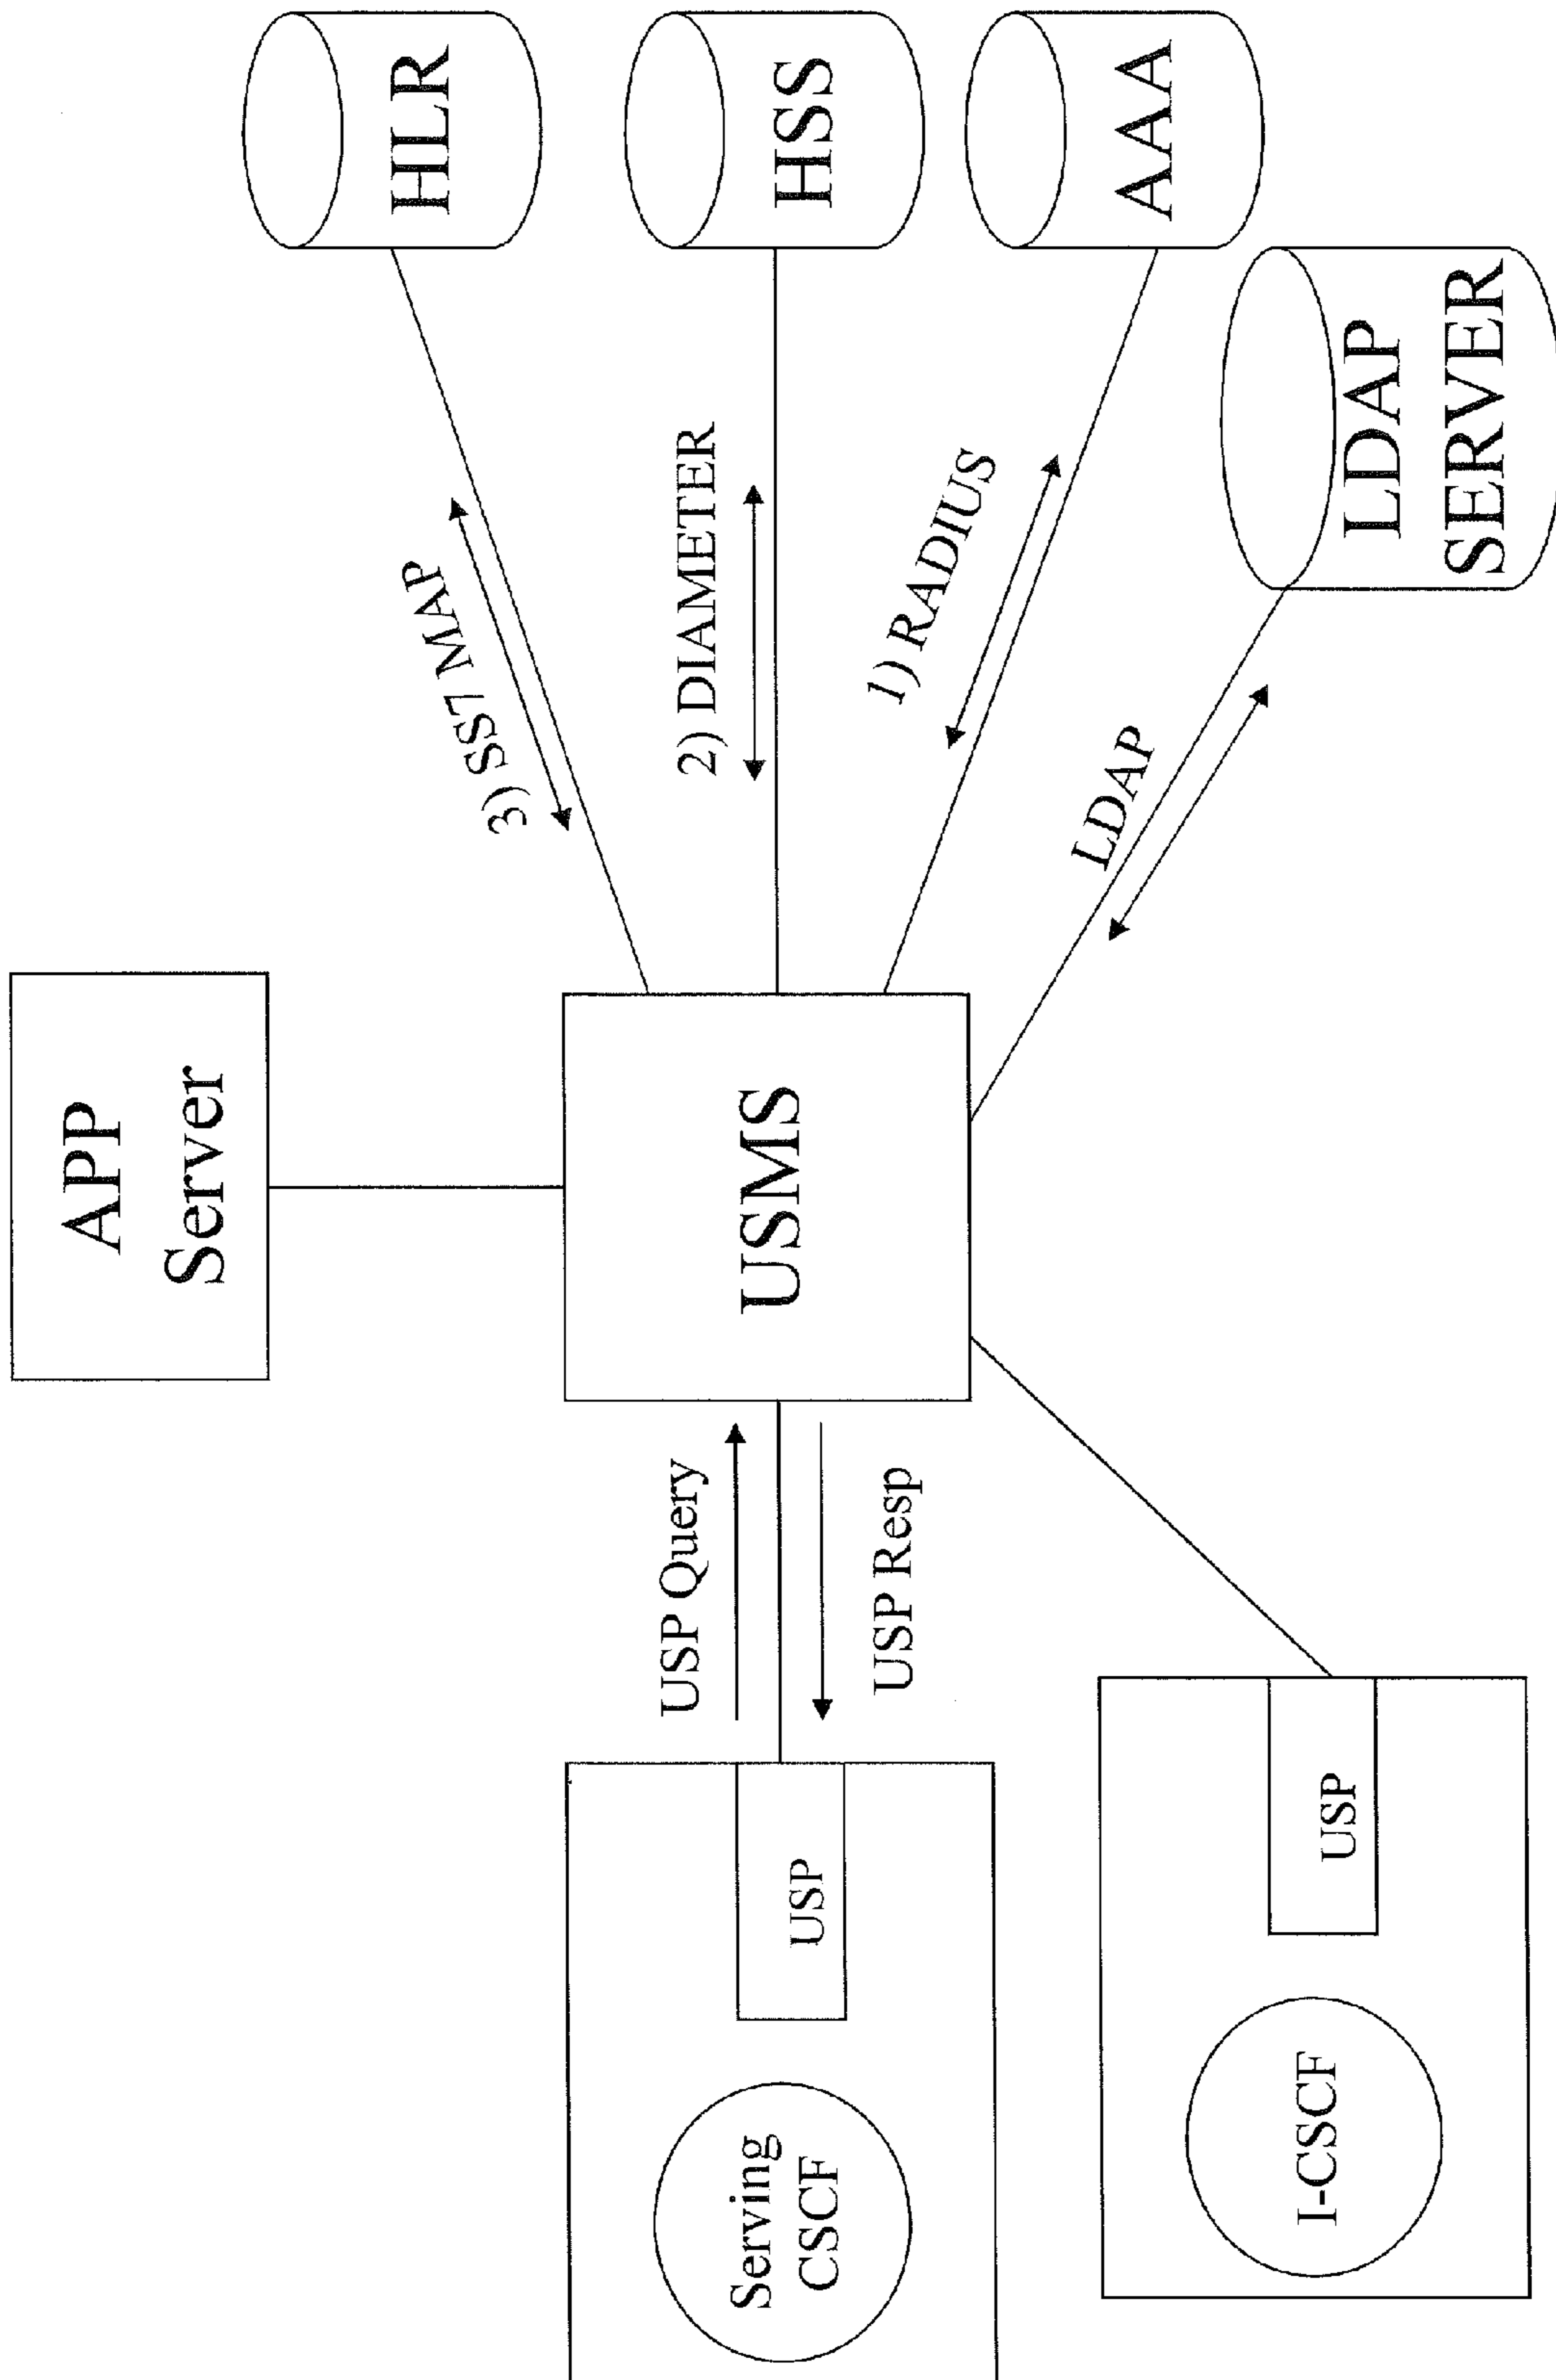 APP
Server
HLR
3) SS7 MAP
HSS
2) DIAMETER
AAA
1) RADIUS
LDAP
SERVER
LDAP
USMS
USP Query
USP Resp
Serving
CSCF
USP
I-CSCF
USP